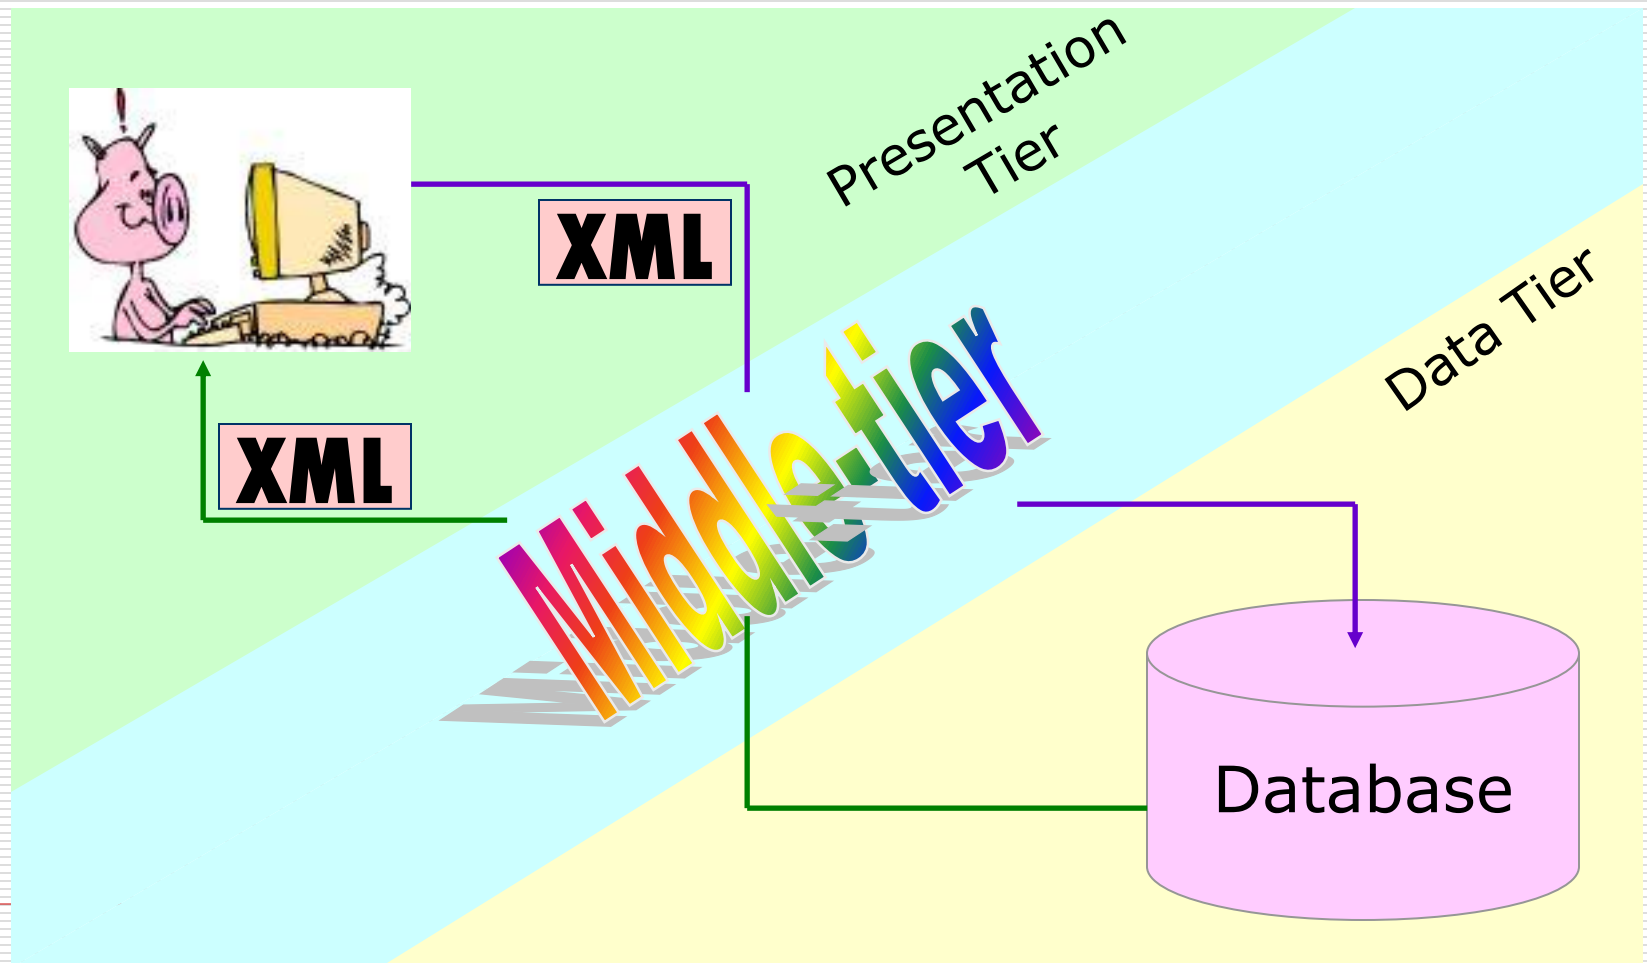 Presentation
Tier
XML
Data Tier
Middle-tier
XML
Database